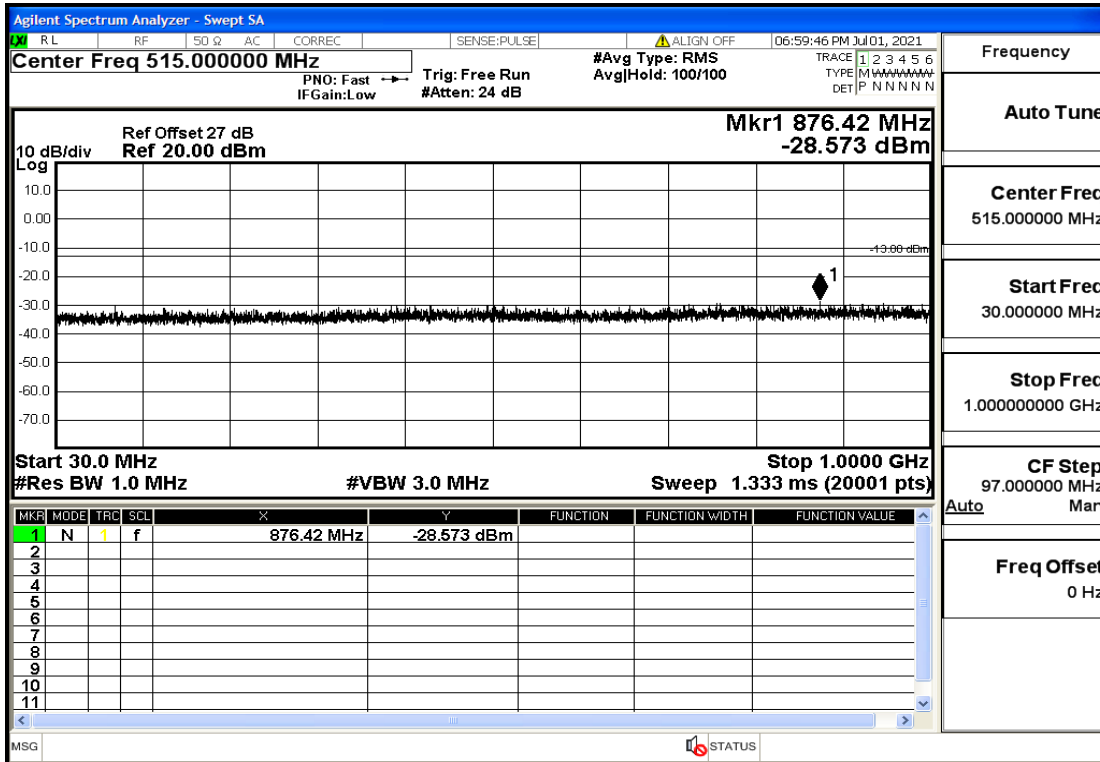 Agilent Spectrum Analyzer - Swept SA
LXI RL RF 50 Ω AC CORREC SENSE:PULSE ALIGN OFF 06:59:46 PM Jul 01, 2021
Center Freq 515.000000 MHz
PNO: Fast
IFGain:Low
Trig: Free Run
#Atten: 24 dB
#Avg Type: RMS
Avg|Hold: 100/100
TRACE 1 2 3 4 5 6
TYPE M WWWWW
DET P N N N N N
Ref Offset 27 dB
10 dB/div Ref 20.00 dBm
Log
Mkr1 876.42 MHz
-28.573 dBm
10.0
0.00
-10.0
-13.00 dBm
-20.0
1
-30.0
-40.0
-50.0
-60.0
-70.0
Start 30.0 MHz Stop 1.0000 GHz
#Res BW 1.0 MHz #VBW 3.0 MHz Sweep 1.333 ms (20001 pts)
MKR MODE TRC SCL X Y FUNCTION FUNCTION WIDTH FUNCTION VALUE
1 N 1 f 876.42 MHz -28.573 dBm
2
3
4
5
6
7
8
9
10
11
MSG STATUS
Frequency
Auto Tune
Center Freq
515.000000 MHz
Start Freq
30.000000 MHz
Stop Freq
1.000000000 GHz
CF Step
97.000000 MHz
Auto Man
Freq Offset
0 Hz